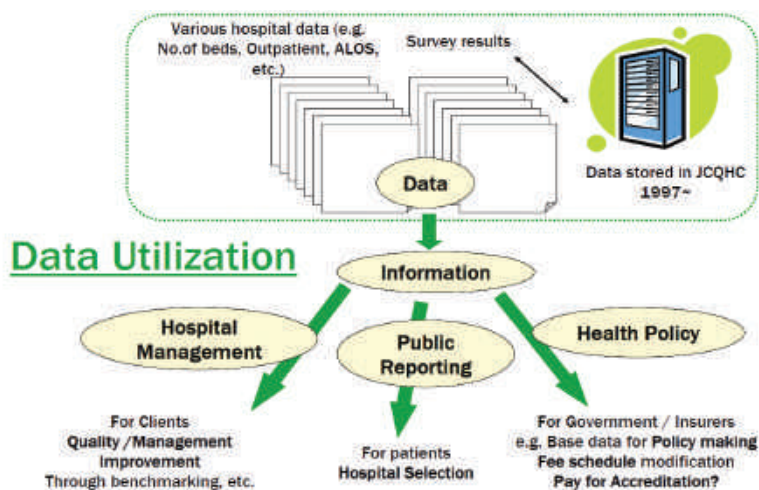 Various hospital data (e.g.
No.of beds, Outpatient, ALOS,
etc.)
Survey results
Data
Data stored in JCQHC
1997~
Data Utilization
Information
Hospital
Management
Public
Reporting
Health Policy
For Clients
Quality /Management
Improvement
Through benchmarking, etc.
For patients
Hospital Selection
For Government / Insurers
e.g. Base data for Policy making
Fee schedule modification
Pay for Accreditation?